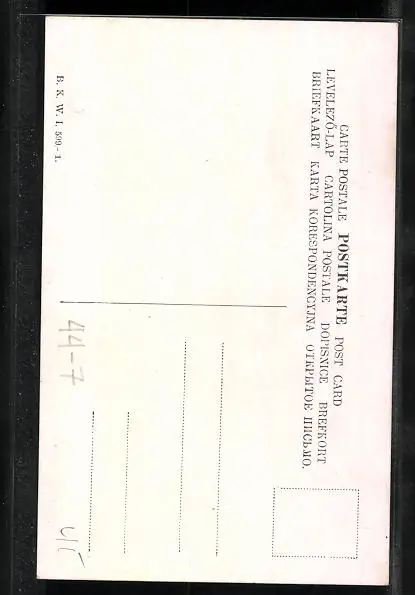 CARTE POSTALE POSTKARTE POST CARD
LEVELEZŐ-LAP CARTOLINA POSTALE DOPISNICE BREFKORT
BRIEFKAART KARTA KORESPONDENCYJNA ОТКРЫТОЕ ПИСЬМО.
B. K. W. I. 599 - 1.
44-7